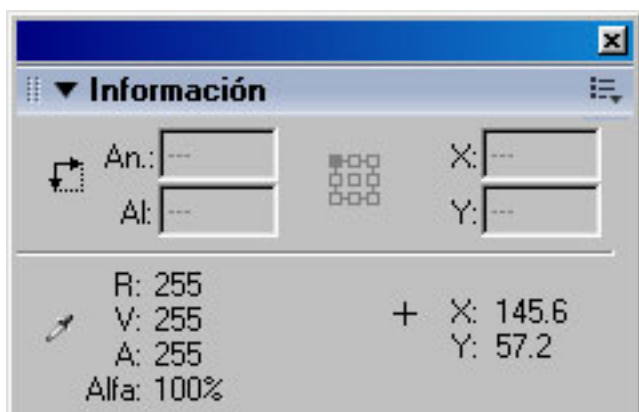 Información
An.: --- X: ---
Al: --- Y: ---
R: 255
V: 255
A: 255
Alfa: 100%
X: 145.6
Y: 57.2